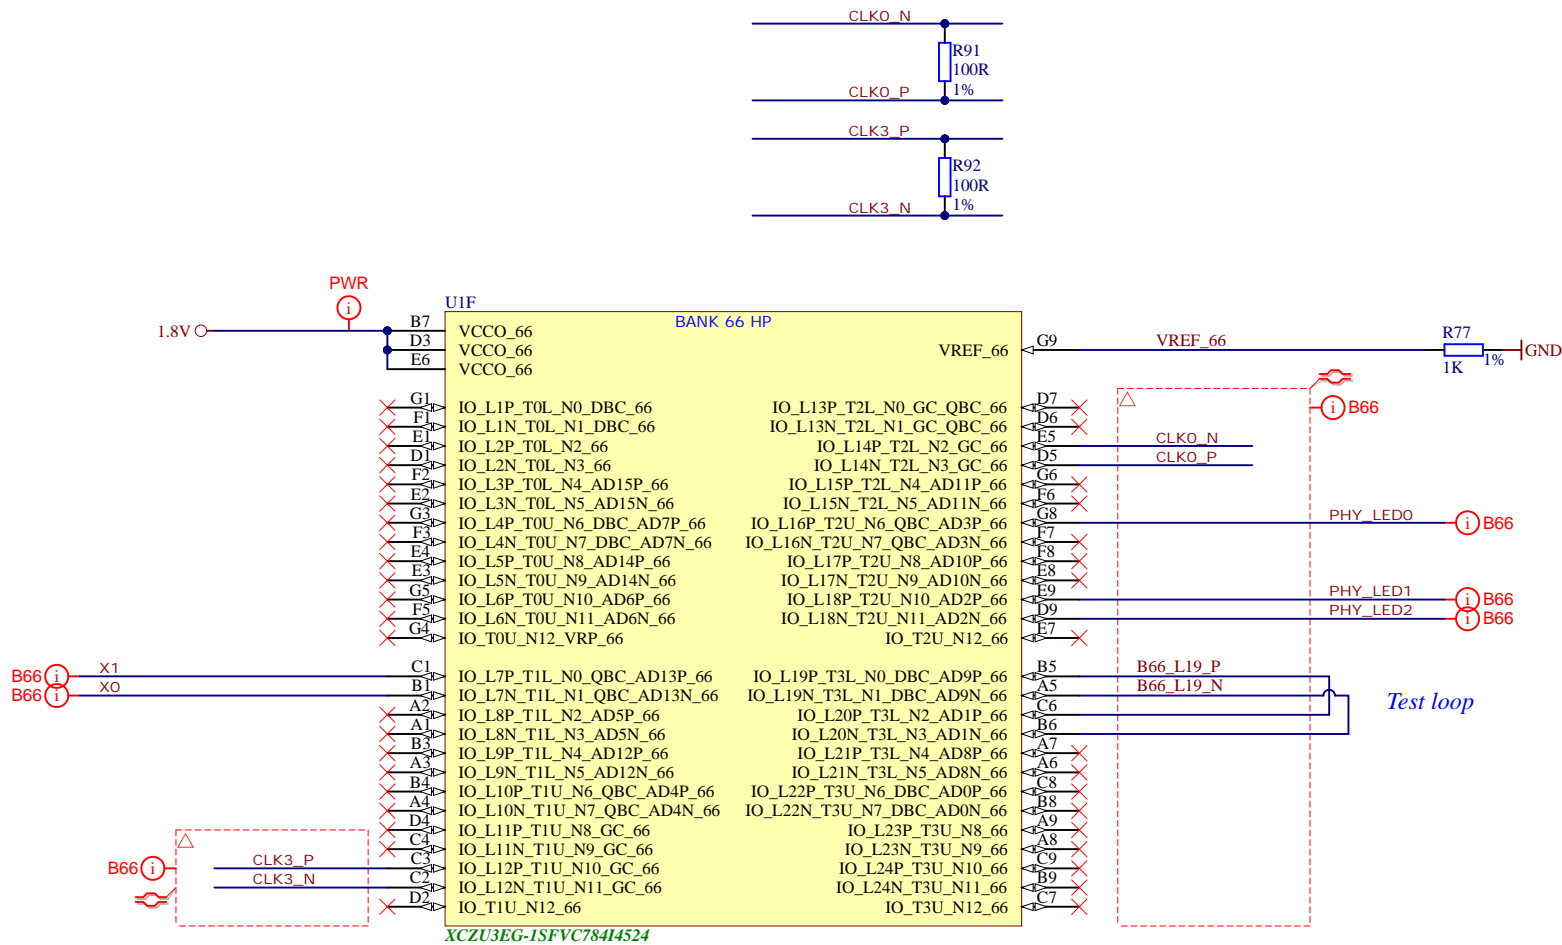 CLK0_N
R91
100R
1%
CLK0_P
CLK3_P
R92
100R
1%
CLK3_N
PWR
i
U1F
BANK 66 HP
1.8V
B7 VCCO_66
D3 VCCO_66
E6 VCCO_66
VREF_66 G9 VREF_66 R77 1K 1% GND
G1 IO_L1P_T0L_N0_DBC_66
F1 IO_L1N_T0L_N1_DBC_66
E1 IO_L2P_T0L_N2_66
D1 IO_L2N_T0L_N3_66
F2 IO_L3P_T0L_N4_AD15P_66
E2 IO_L3N_T0L_N5_AD15N_66
G3 IO_L4P_T0U_N6_DBC_AD7P_66
F3 IO_L4N_T0U_N7_DBC_AD7N_66
E4 IO_L5P_T0U_N8_AD14P_66
E3 IO_L5N_T0U_N9_AD14N_66
G5 IO_L6P_T0U_N10_AD6P_66
F5 IO_L6N_T0U_N11_AD6N_66
G4 IO_T0U_N12_VRP_66
B66 i X1 C1 IO_L7P_T1L_N0_QBC_AD13P_66
B66 i X0 B1 IO_L7N_T1L_N1_QBC_AD13N_66
A2 IO_L8P_T1L_N2_AD5P_66
A1 IO_L8N_T1L_N3_AD5N_66
B3 IO_L9P_T1L_N4_AD12P_66
A3 IO_L9N_T1L_N5_AD12N_66
B4 IO_L10P_T1U_N6_QBC_AD4P_66
A4 IO_L10N_T1U_N7_QBC_AD4N_66
D4 IO_L11P_T1U_N8_GC_66
C4 IO_L11N_T1U_N9_GC_66
B66 i CLK3_P C3 IO_L12P_T1U_N10_GC_66
CLK3_N C2 IO_L12N_T1U_N11_GC_66
D2 IO_T1U_N12_66
IO_L13P_T2L_N0_GC_QBC_66 D7 i B66
IO_L13N_T2L_N1_GC_QBC_66 D6
IO_L14P_T2L_N2_GC_66 E5 CLK0_N
IO_L14N_T2L_N3_GC_66 D5 CLK0_P
IO_L15P_T2L_N4_AD11P_66 G6
IO_L15N_T2L_N5_AD11N_66 F6
IO_L16P_T2U_N6_QBC_AD3P_66 G8 PHY_LED0 i B66
IO_L16N_T2U_N7_QBC_AD3N_66 F7
IO_L17P_T2U_N8_AD10P_66 F8
IO_L17N_T2U_N9_AD10N_66 E8
IO_L18P_T2U_N10_AD2P_66 E9 PHY_LED1 i B66
IO_L18N_T2U_N11_AD2N_66 D9 PHY_LED2 i B66
IO_T2U_N12_66 E7
IO_L19P_T3L_N0_DBC_AD9P_66 B5 B66_L19_P
IO_L19N_T3L_N1_DBC_AD9N_66 A5 B66_L19_N
Test loop
IO_L20P_T3L_N2_AD1P_66 C6
IO_L20N_T3L_N3_AD1N_66 B6
IO_L21P_T3L_N4_AD8P_66 A7
IO_L21N_T3L_N5_AD8N_66 A6
IO_L22P_T3U_N6_DBC_AD0P_66 C8
IO_L22N_T3U_N7_DBC_AD0N_66 B8
IO_L23P_T3U_N8_66 A9
IO_L23N_T3U_N9_66 A8
IO_L24P_T3U_N10_66 C9
IO_L24N_T3U_N11_66 B9
IO_T3U_N12_66 C7
XCZU3EG-1SFVC784I4524